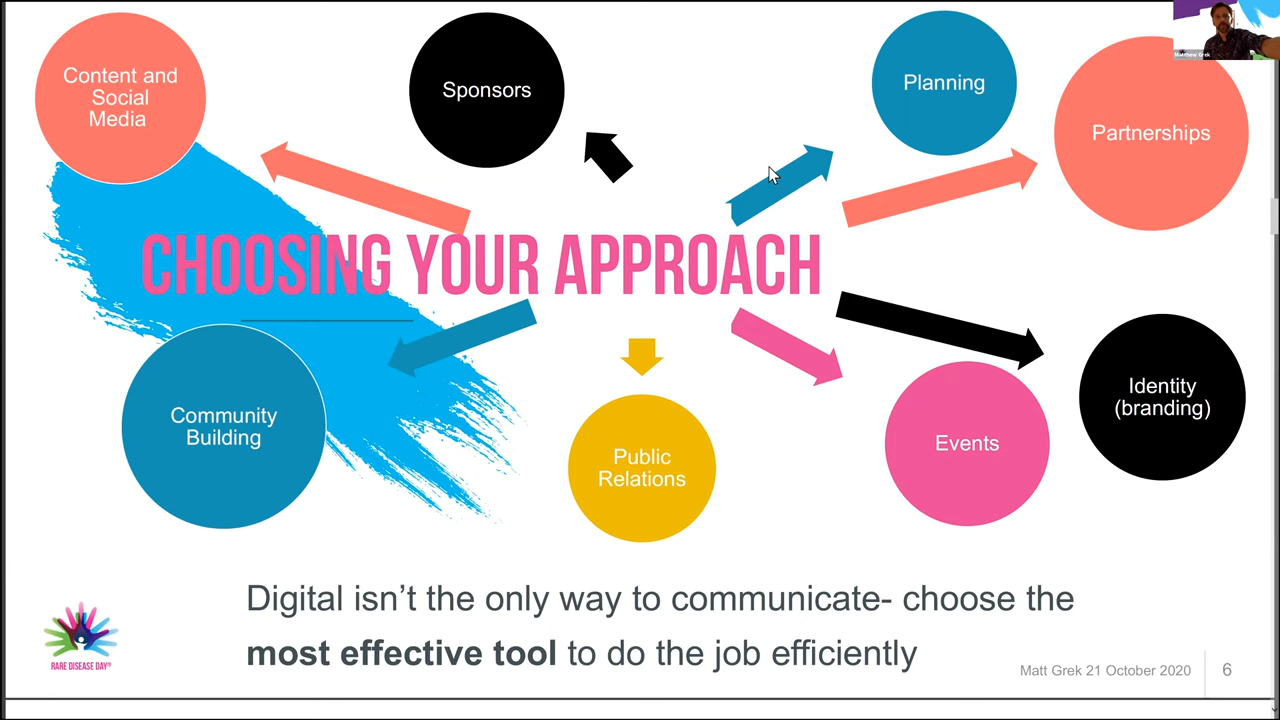 Content and
Social
Media
Sponsors
Planning
Matthew Grek
Partnerships
CHOOSING YOUR APPROACH
Community
Building
Public
Relations
Events
Identity
(branding)
Digital isn’t the only way to communicate- choose the
most effective tool to do the job efficiently
RARE DISEASE DAY®
Matt Grek 21 October 2020
6